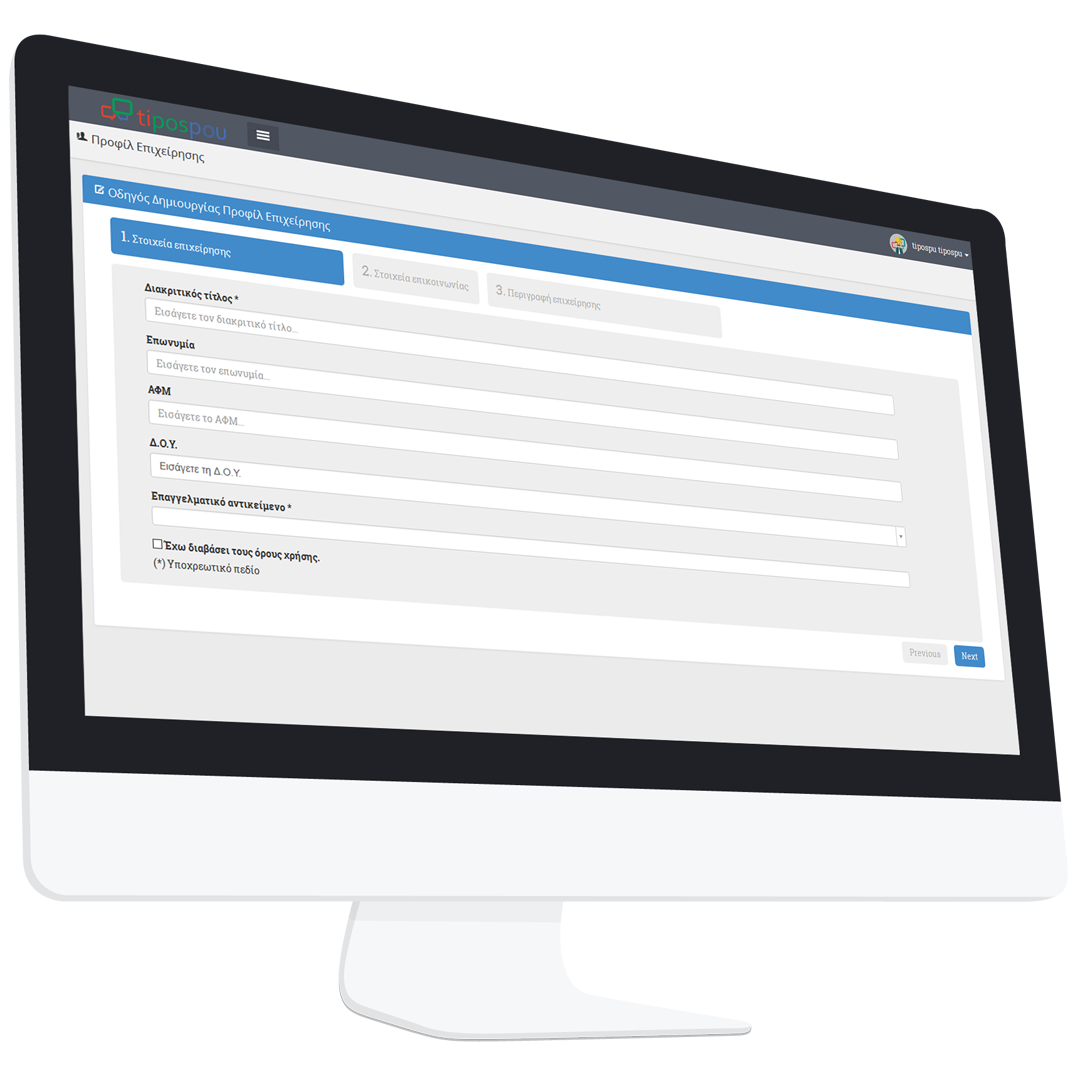 tipospou
tipospu tipospu
Προφίλ Επιχείρησης
Οδηγός Δημιουργίας Προφίλ Επιχείρησης
1. Στοιχεία επιχείρησης
2. Στοιχεία επικοινωνίας
3. Περιγραφή επιχείρησης
Διακριτικός τίτλος *
Εισάγετε τον διακριτικό τίτλο...
Επωνυμία
Εισάγετε τον επωνυμία...
ΑΦΜ
Εισάγετε το ΑΦΜ...
Δ.Ο.Υ.
Εισάγετε τη Δ.Ο.Υ.
Επαγγελματικό αντικείμενο *
Έχω διαβάσει τους όρους χρήσης.
(*) Υποχρεωτικό πεδίο
Previous
Next